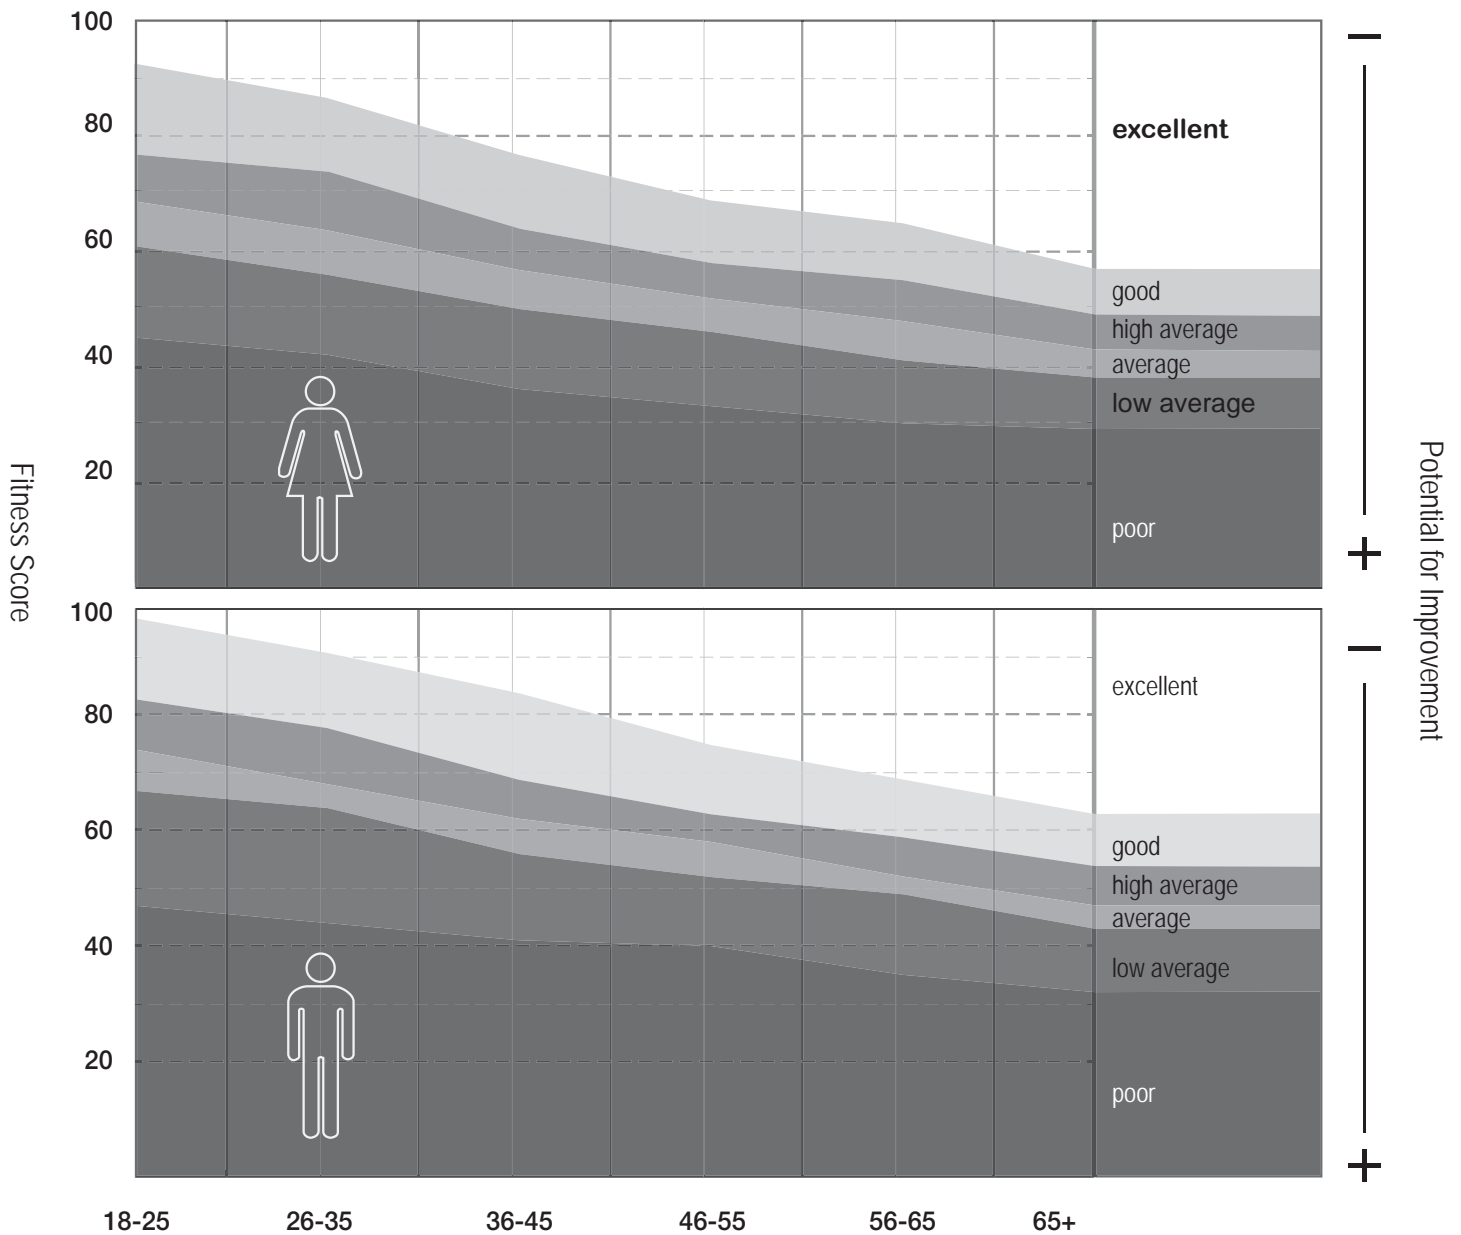 100
80
60
40
20
excellent
good
high average
average
low average
poor
−
+
Fitness Score
Potential for Improvement
100
80
60
40
20
excellent
good
high average
average
low average
poor
−
+
18-25 26-35 36-45 46-55 56-65 65+